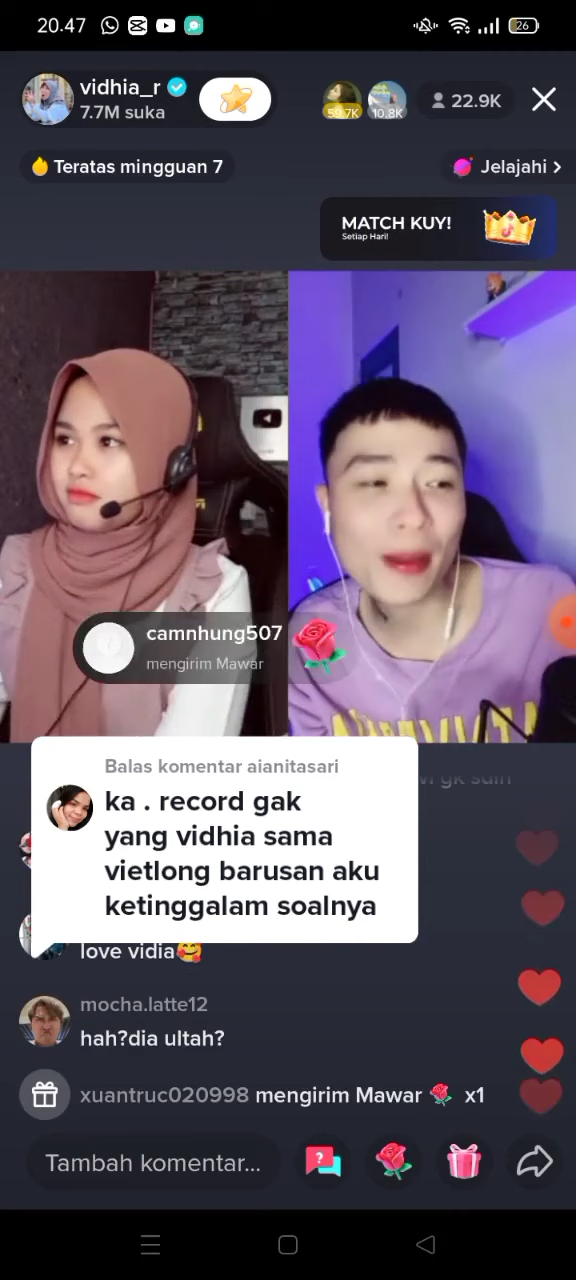 20.47
26
vidhia_r
7.7M suka
59.7K
10.8K
22.9K
Teratas mingguan 7
Jelajahi >
MATCH KUY!
Setiap Hari!
camnhung507
mengirim Mawar
Balas komentar aianitasari
ka . record gak
yang vidhia sama
vietlong barusan aku
ketinggalam soalnya
love vidia🥰
mocha.latte12
hah?dia ultah?
xuantruc020998 mengirim Mawar 🌹 x1
Tambah komentar...